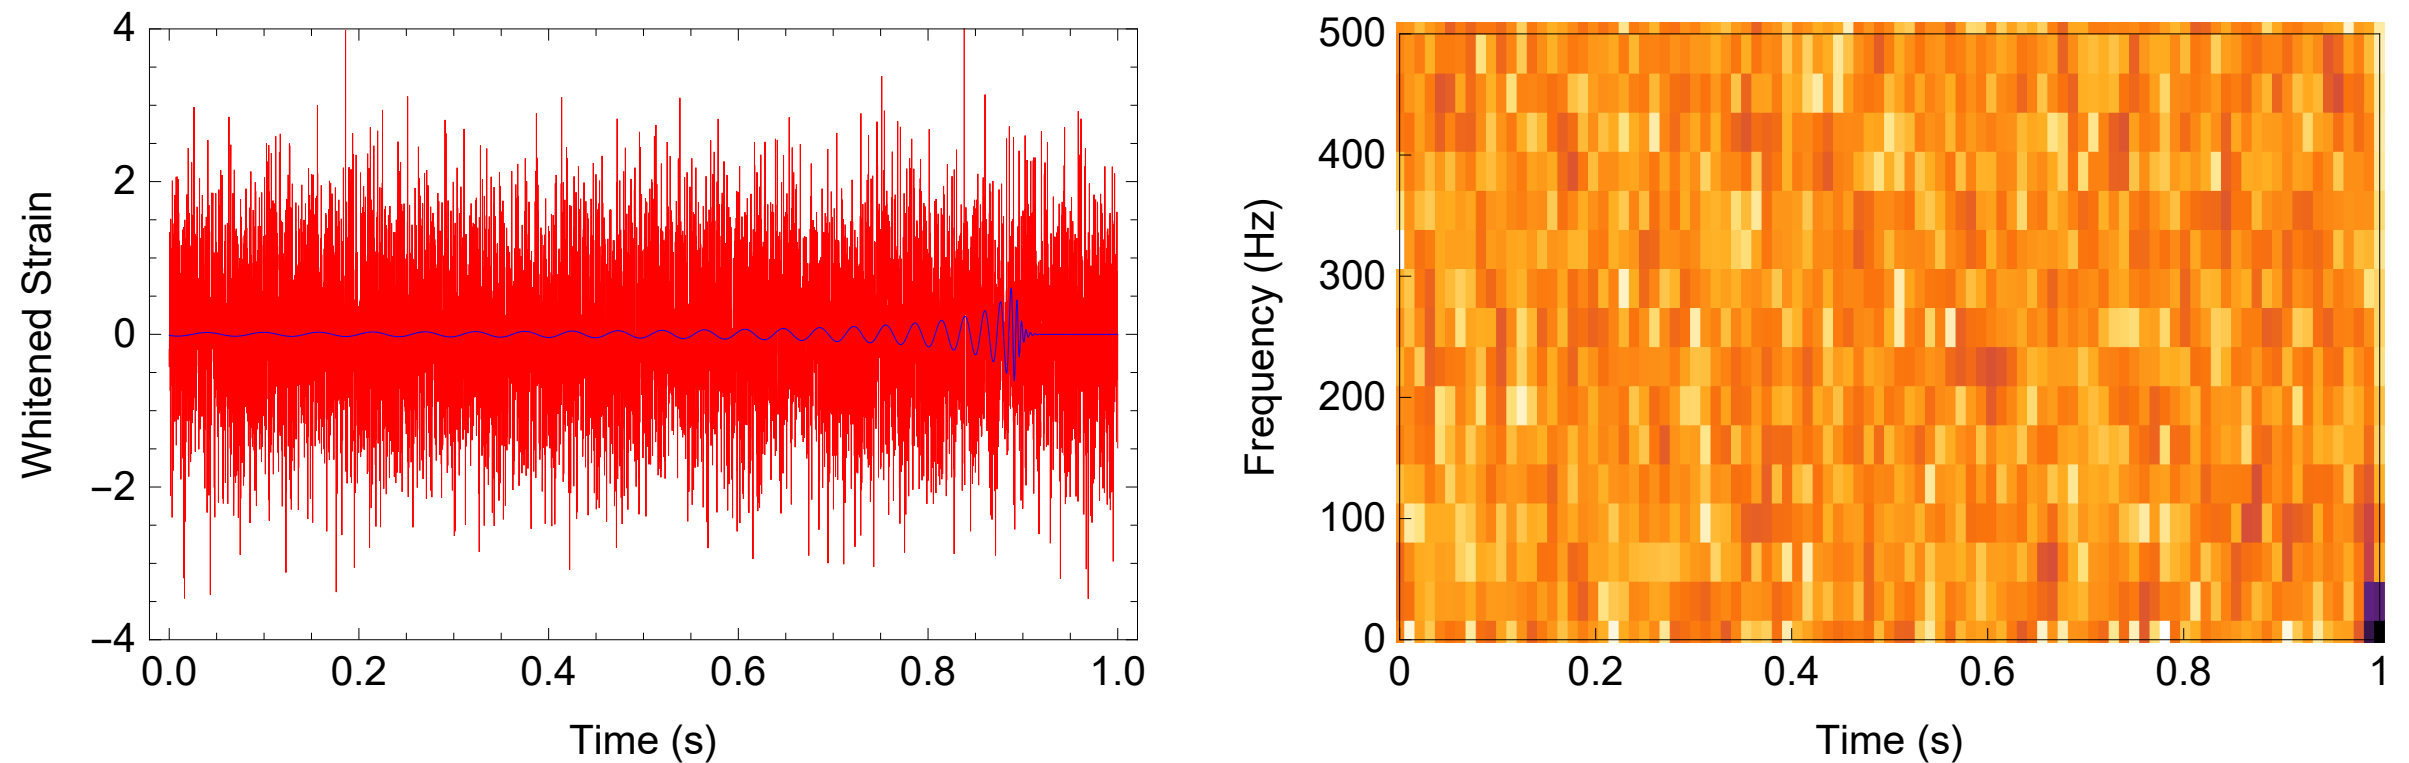 Whitened Strain
4
2
0
−2
−4
0.0 0.2 0.4 0.6 0.8 1.0
Time (s)
Frequency (Hz)
500
400
300
200
100
0
0 0.2 0.4 0.6 0.8 1
Time (s)